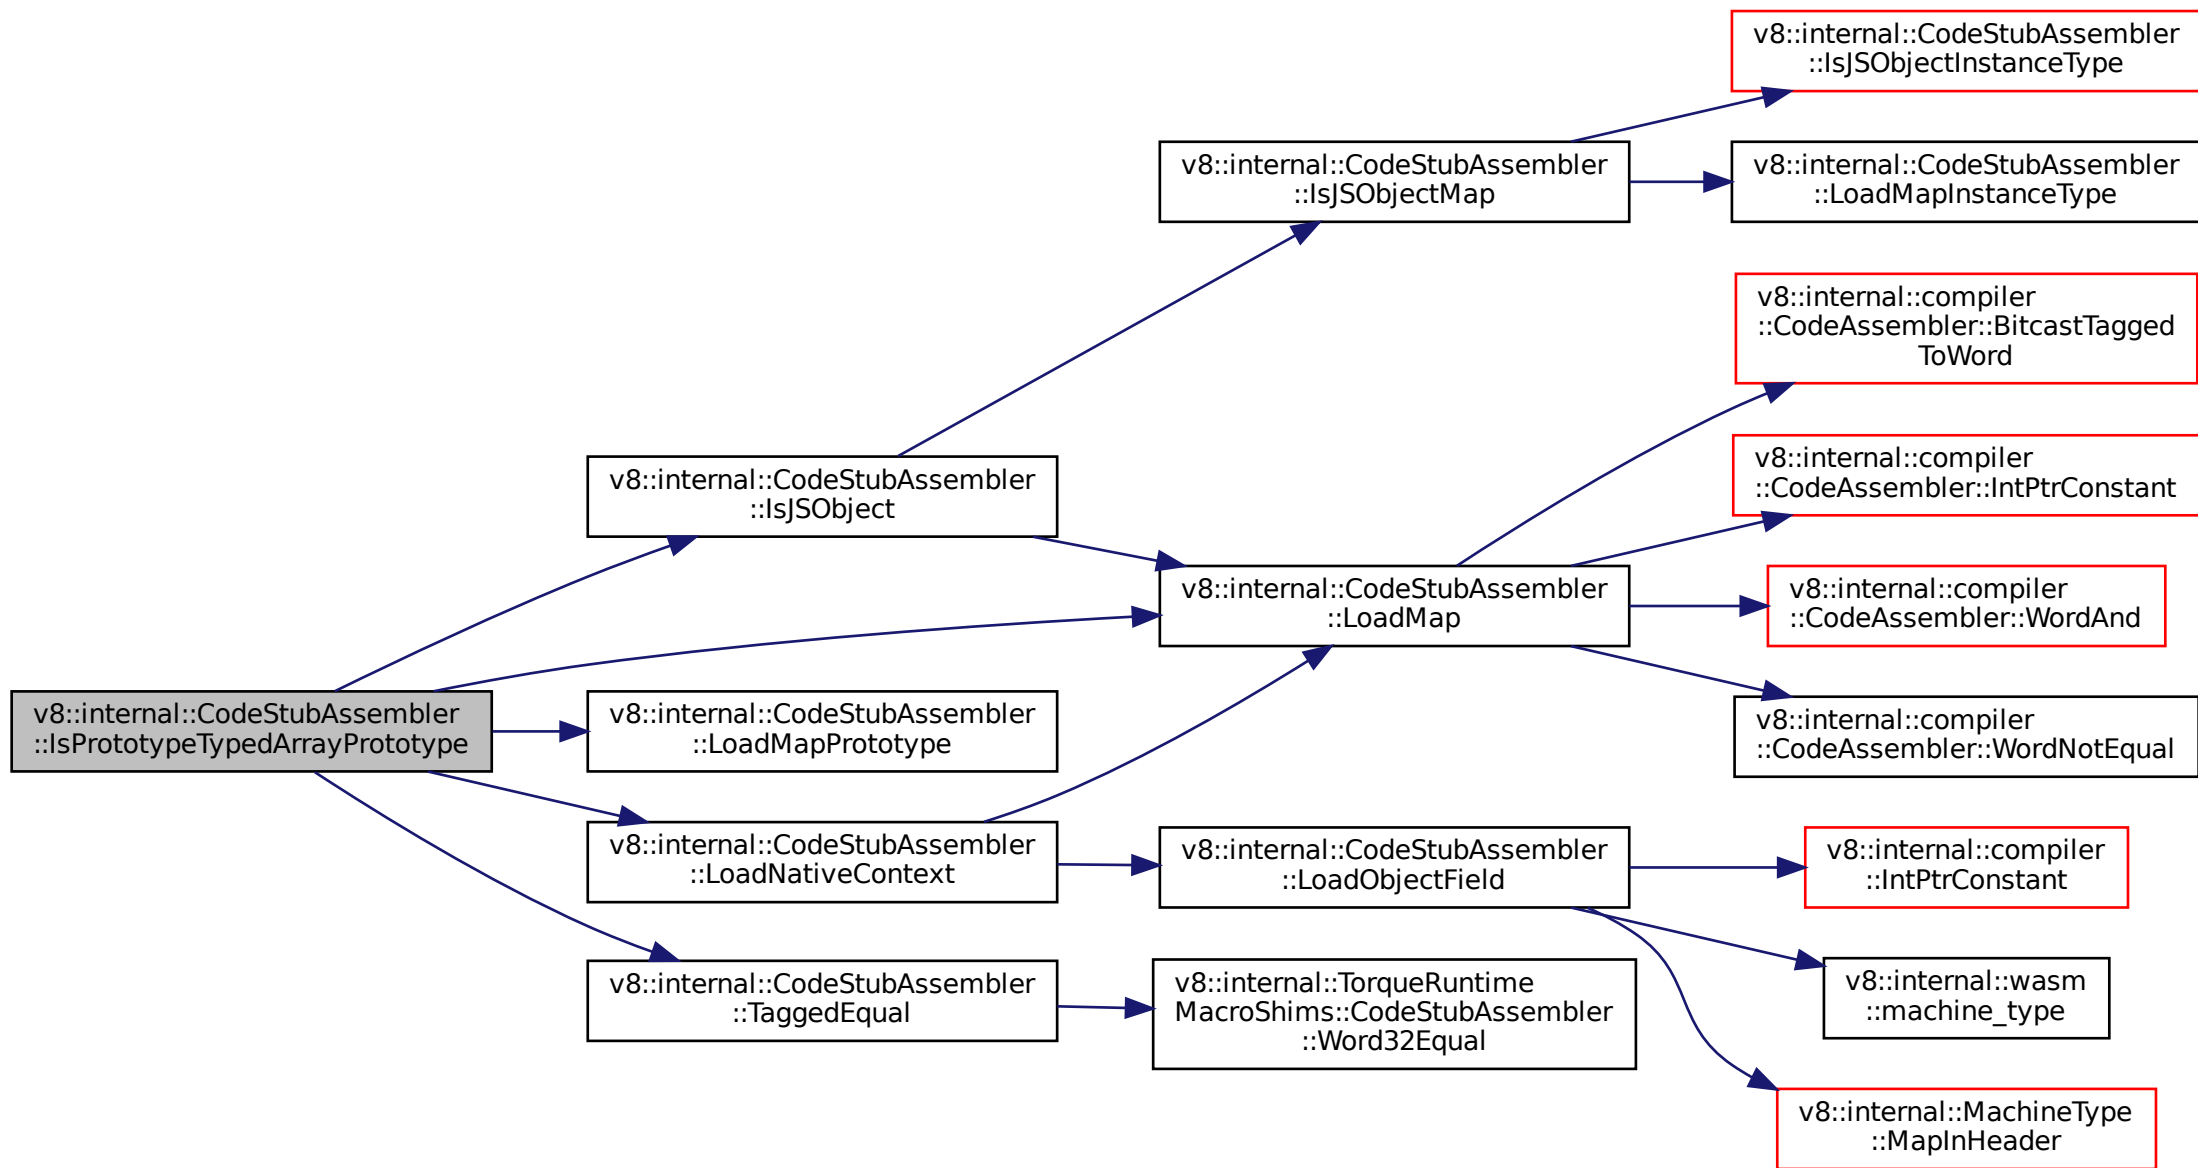 v8::internal::CodeStubAssembler
::IsPrototypeTypedArrayPrototype
v8::internal::CodeStubAssembler
::IsJSObject
v8::internal::CodeStubAssembler
::LoadMapPrototype
v8::internal::CodeStubAssembler
::LoadNativeContext
v8::internal::CodeStubAssembler
::TaggedEqual
v8::internal::CodeStubAssembler
::IsJSObjectMap
v8::internal::CodeStubAssembler
::LoadMap
v8::internal::CodeStubAssembler
::LoadObjectField
v8::internal::TorqueRuntime
MacroShims::CodeStubAssembler
::Word32Equal
v8::internal::CodeStubAssembler
::IsJSObjectInstanceType
v8::internal::CodeStubAssembler
::LoadMapInstanceType
v8::internal::compiler
::CodeAssembler::BitcastTagged
ToWord
v8::internal::compiler
::CodeAssembler::IntPtrConstant
v8::internal::compiler
::CodeAssembler::WordAnd
v8::internal::compiler
::CodeAssembler::WordNotEqual
v8::internal::compiler
::IntPtrConstant
v8::internal::wasm
::machine_type
v8::internal::MachineType
::MapInHeader